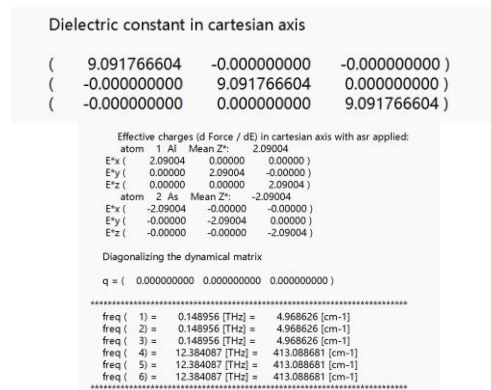 Dielectric constant in cartesian axis
( 9.091766604 -0.000000000 -0.000000000 )
( -0.000000000 9.091766604 0.000000000 )
( -0.000000000 0.000000000 9.091766604 )
Effective charges (d Force / dE) in cartesian axis with asr applied:
atom 1 Al Mean Z*: 2.09004
E*x ( 2.09004 0.00000 0.00000 )
E*y ( 0.00000 2.09004 -0.00000 )
E*z ( 0.00000 0.00000 2.09004 )
atom 2 As Mean Z*: -2.09004
E*x ( -2.09004 -0.00000 -0.00000 )
E*y ( -0.00000 -2.09004 0.00000 )
E*z ( -0.00000 -0.00000 -2.09004 )
Diagonalizing the dynamical matrix
q = ( 0.000000000 0.000000000 0.000000000 )
**************************************************************************
freq ( 1) = 0.148956 [THz] = 4.968626 [cm-1]
freq ( 2) = 0.148956 [THz] = 4.968626 [cm-1]
freq ( 3) = 0.148956 [THz] = 4.968626 [cm-1]
freq ( 4) = 12.384087 [THz] = 413.088681 [cm-1]
freq ( 5) = 12.384087 [THz] = 413.088681 [cm-1]
freq ( 6) = 12.384087 [THz] = 413.088681 [cm-1]
**************************************************************************